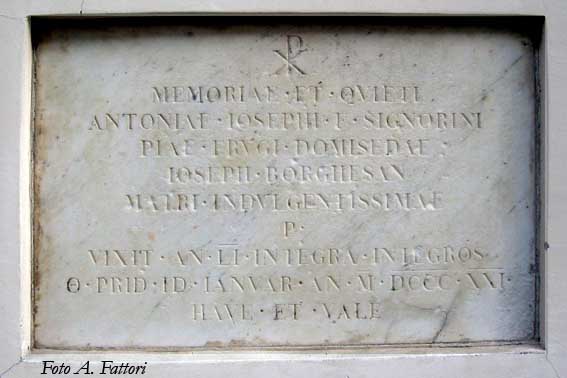 ☧
MEMORIAE · ET · QVIETI
ANTONIAE · IOSEPHI · F · SIGNORINI
PIAE · FRVGI · DOMISEDAE
IOSEPH · BORGHESAN
MATRI · INDVLGENTISSIMAE
P ·
VIXIT · AN · LI · INTEGRA · INTEGROS
Θ · PRID · ID · IANVAR · AN · M · DCCC · XXI
HAVE · ET · VALE
Foto A. Fattori